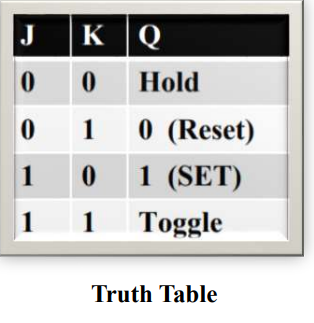 J K Q
0 0 Hold
0 1 0 (Reset)
1 0 1 (SET)
1 1 Toggle
Truth Table